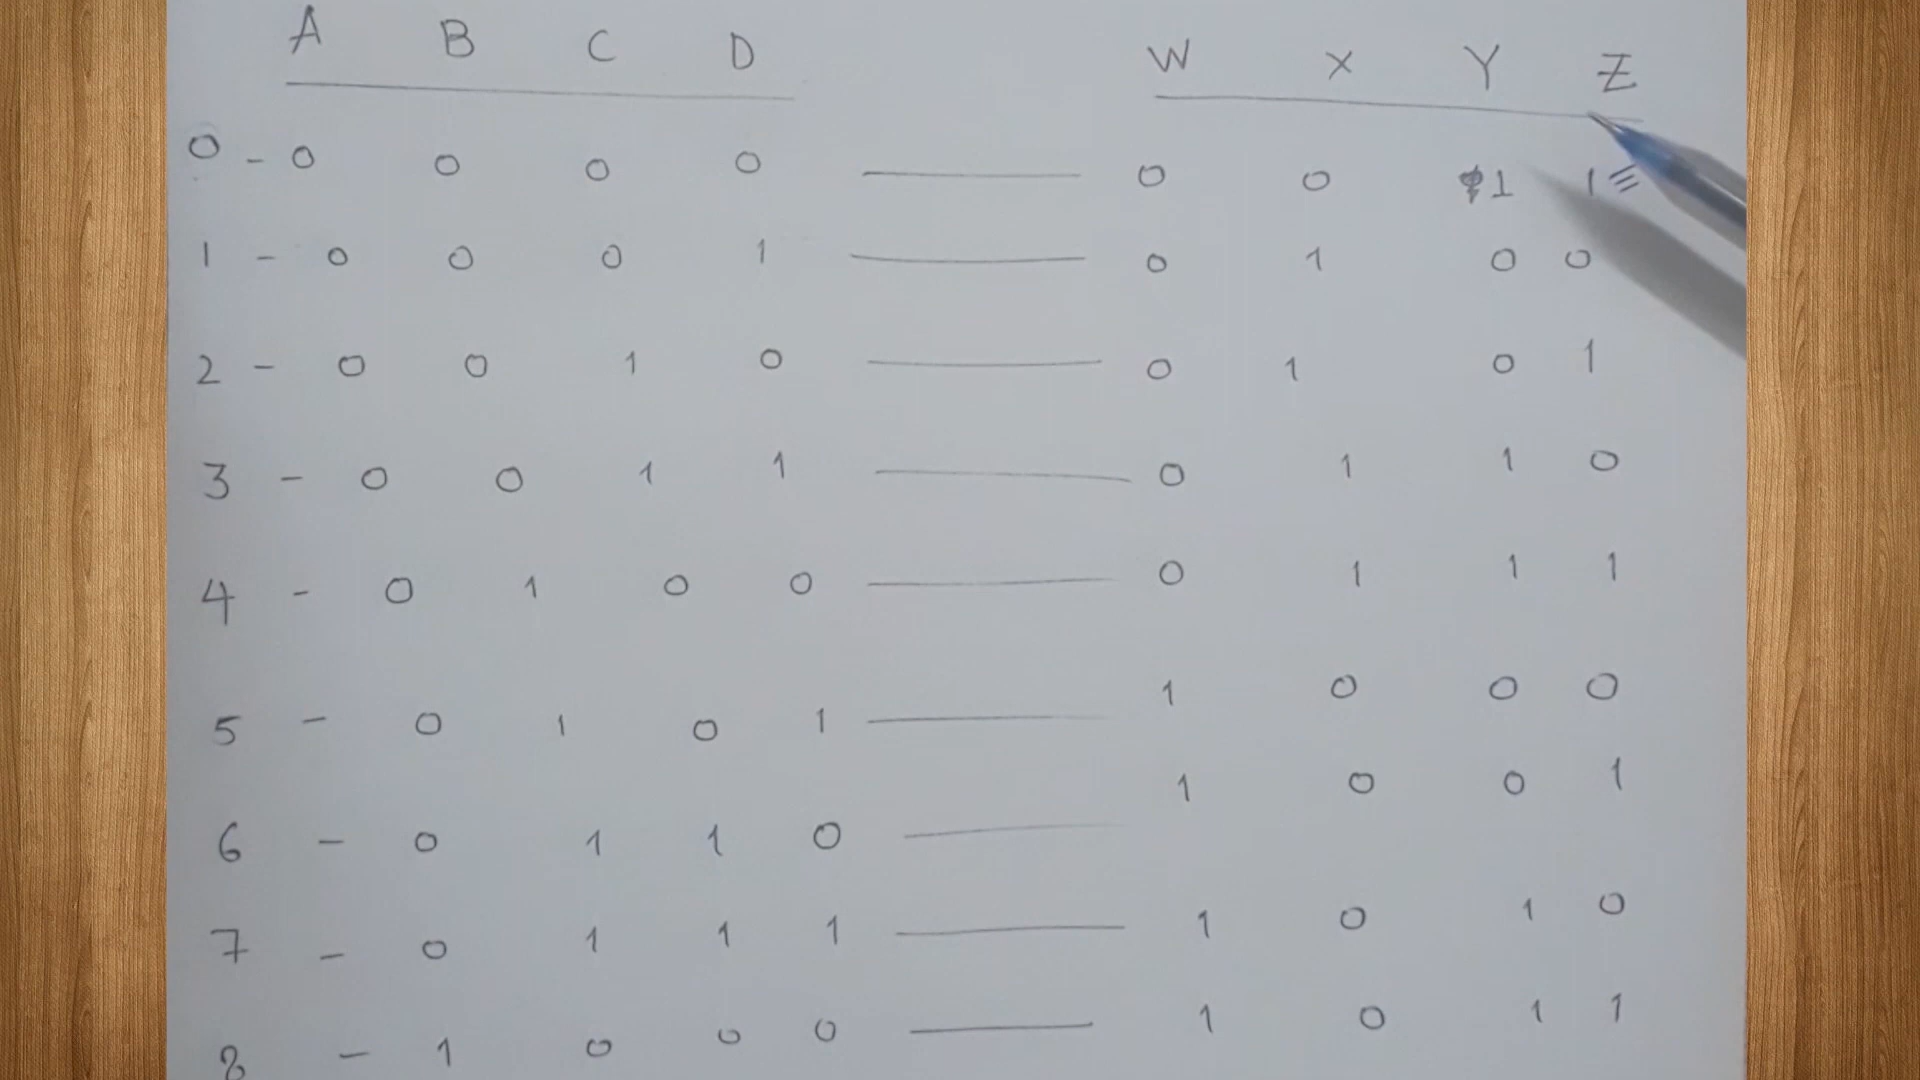 A B C D W X Y Z
0 - 0 0 0 0 — 0 0 1 1
1 - 0 0 0 1 — 0 1 0 0
2 - 0 0 1 0 — 0 1 0 1
3 - 0 0 1 1 — 0 1 1 0
4 - 0 1 0 0 — 0 1 1 1
5 - 0 1 0 1 — 1 0 0 0
6 - 0 1 1 0 — 1 0 0 1
7 - 0 1 1 1 — 1 0 1 0
8 - 1 0 0 0 — 1 0 1 1